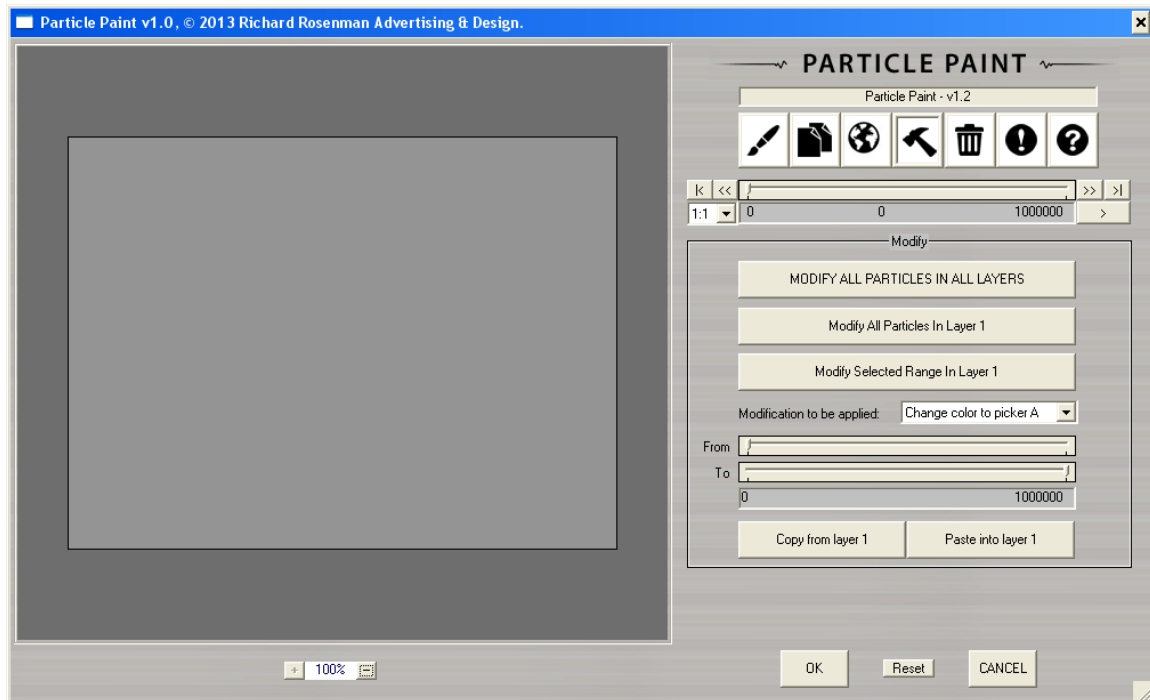 Particle Paint v1.0, © 2013 Richard Rosenman Advertising & Design.
PARTICLE PAINT
Particle Paint - v1.2
|< << >> >|
1:1 0 0 1000000 >
Modify
MODIFY ALL PARTICLES IN ALL LAYERS
Modify All Particles In Layer 1
Modify Selected Range In Layer 1
Modification to be applied: Change color to picker A
From
To
0 1000000
Copy from layer 1 Paste into layer 1
+ 100% -
OK Reset CANCEL